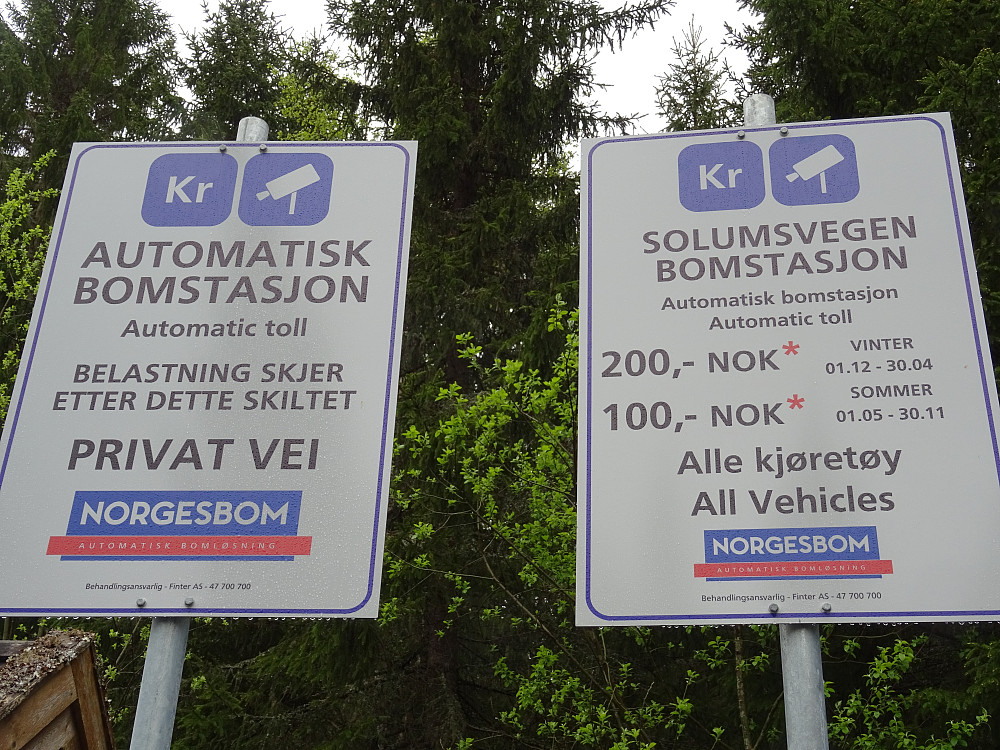 Kr
AUTOMATISK
BOMSTASJON
Automatic toll
BELASTNING SKJER
ETTER DETTE SKILTET
PRIVAT VEI
NORGESBOM
AUTOMATISK BOMLØSNING
Behandlingsansvarlig - Finter AS - 47 700 700
Kr
SOLUMSVEGEN
BOMSTASJON
Automatisk bomstasjon
Automatic toll
200,- NOK* VINTER
01.12 - 30.04
100,- NOK* SOMMER
01.05 - 30.11
Alle kjøretøy
All Vehicles
NORGESBOM
AUTOMATISK BOMLØSNING
Behandlingsansvarlig - Finter AS - 47 700 700